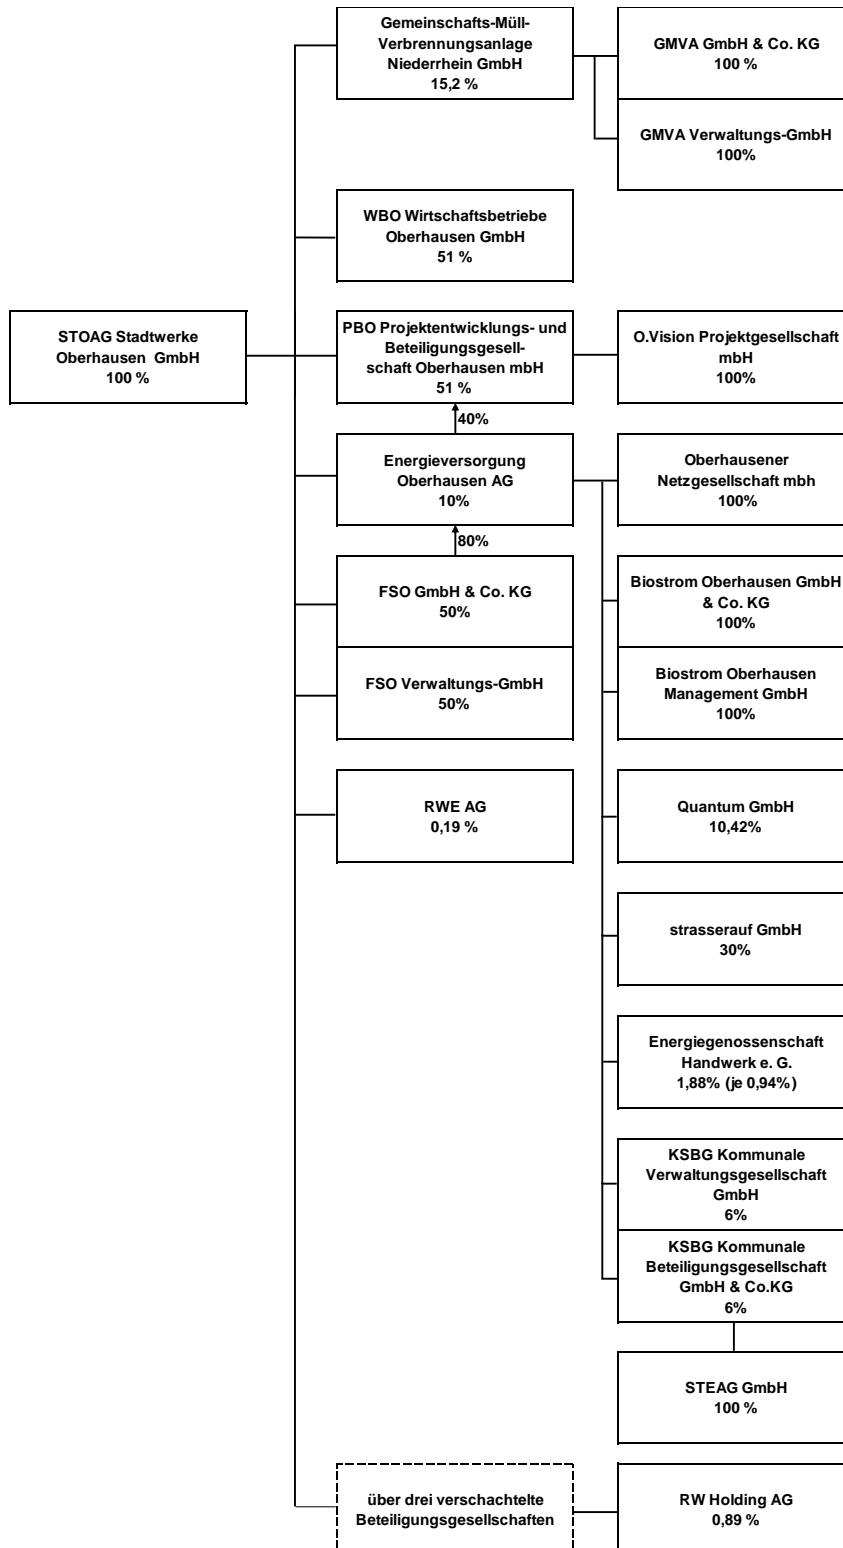 Gemeinschafts-Müll-
Verbrennungsanlage
Niederrhein GmbH
15,2 %
GMVA GmbH & Co. KG
100 %
GMVA Verwaltungs-GmbH
100%
WBO Wirtschaftsbetriebe
Oberhausen GmbH
51 %
STOAG Stadtwerke
Oberhausen GmbH
100 %
PBO Projektentwicklungs- und
Beteiligungsgesell-
schaft Oberhausen mbH
51 %
O.Vision Projektgesellschaft
mbH
100%
40%
Energieversorgung
Oberhausen AG
10%
Oberhausener
Netzgesellschaft mbh
100%
80%
FSO GmbH & Co. KG
50%
Biostrom Oberhausen GmbH
& Co. KG
100%
FSO Verwaltungs-GmbH
50%
Biostrom Oberhausen
Management GmbH
100%
RWE AG
0,19 %
Quantum GmbH
10,42%
strasserauf GmbH
30%
Energiegenossenschaft
Handwerk e. G.
1,88% (je 0,94%)
KSBG Kommunale
Verwaltungsgesellschaft
GmbH
6%
KSBG Kommunale
Beteiligungsgesellschaft
GmbH & Co.KG
6%
STEAG GmbH
100 %
über drei verschachtelte
Beteiligungsgesellschaften
RW Holding AG
0,89 %